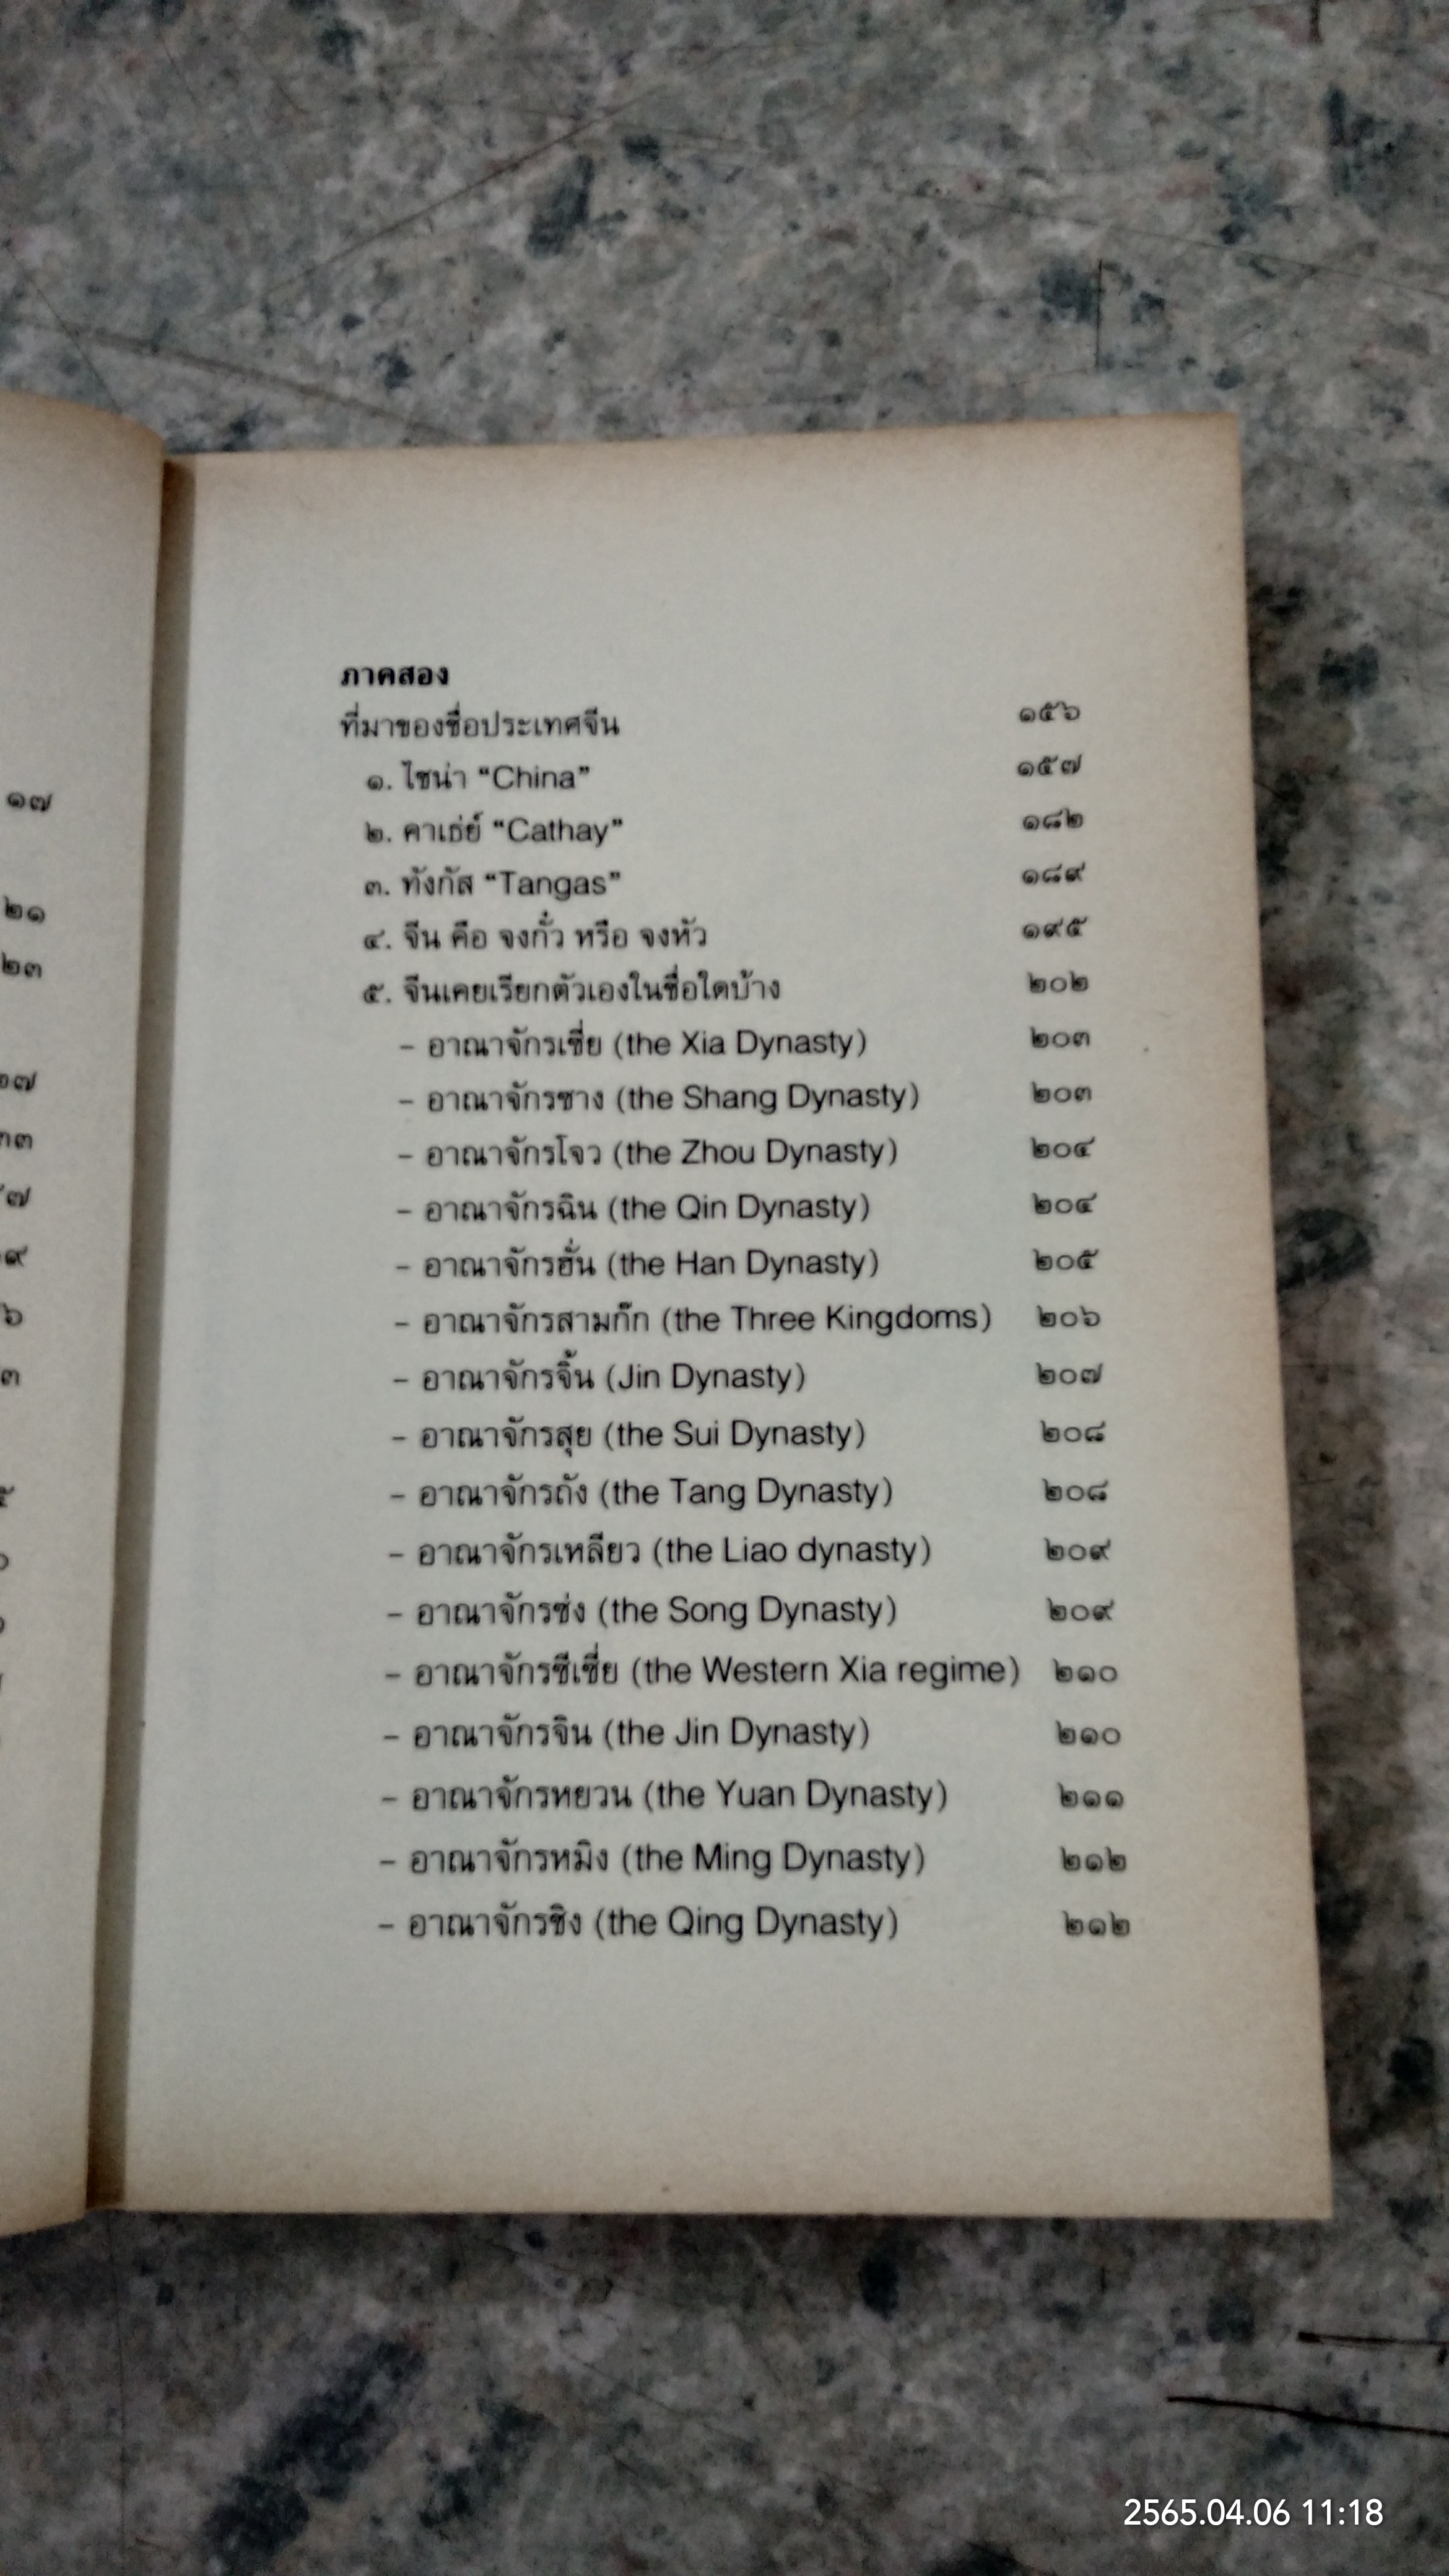 ๑๗
๒๑
๒๓
ภาคสอง
ที่มาของชื่อประเทศจีน ๑๕๖
๑. ไชน่า “China” ๑๕๗
๒. คาเธ่ย์ “Cathay” ๑๘๒
๓. ทังกัส “Tangas” ๑๘๙
๔. จีน คือ จงกั๋ว หรือ จงหัว ๑๙๕
๕. จีนเคยเรียกตัวเองในชื่อใดบ้าง ๒๐๒
– อาณาจักรเซี่ย (the Xia Dynasty) ๒๐๓
– อาณาจักรซาง (the Shang Dynasty) ๒๐๓
– อาณาจักรโจว (the Zhou Dynasty) ๒๐๔
– อาณาจักรฉิน (the Qin Dynasty) ๒๐๔
– อาณาจักรฮั่น (the Han Dynasty) ๒๐๕
– อาณาจักรสามก๊ก (the Three Kingdoms) ๒๐๖
– อาณาจักรจิ้น (Jin Dynasty) ๒๐๗
– อาณาจักรสุย (the Sui Dynasty) ๒๐๘
– อาณาจักรถัง (the Tang Dynasty) ๒๐๘
– อาณาจักรเหลียว (the Liao dynasty) ๒๐๙
– อาณาจักรซ่ง (the Song Dynasty) ๒๐๙
– อาณาจักรซีเซี่ย (the Western Xia regime) ๒๑๐
– อาณาจักรจิน (the Jin Dynasty) ๒๑๐
– อาณาจักรหยวน (the Yuan Dynasty) ๒๑๑
– อาณาจักรหมิง (the Ming Dynasty) ๒๑๒
– อาณาจักรชิง (the Qing Dynasty) ๒๑๒
2565.04.06 11:18